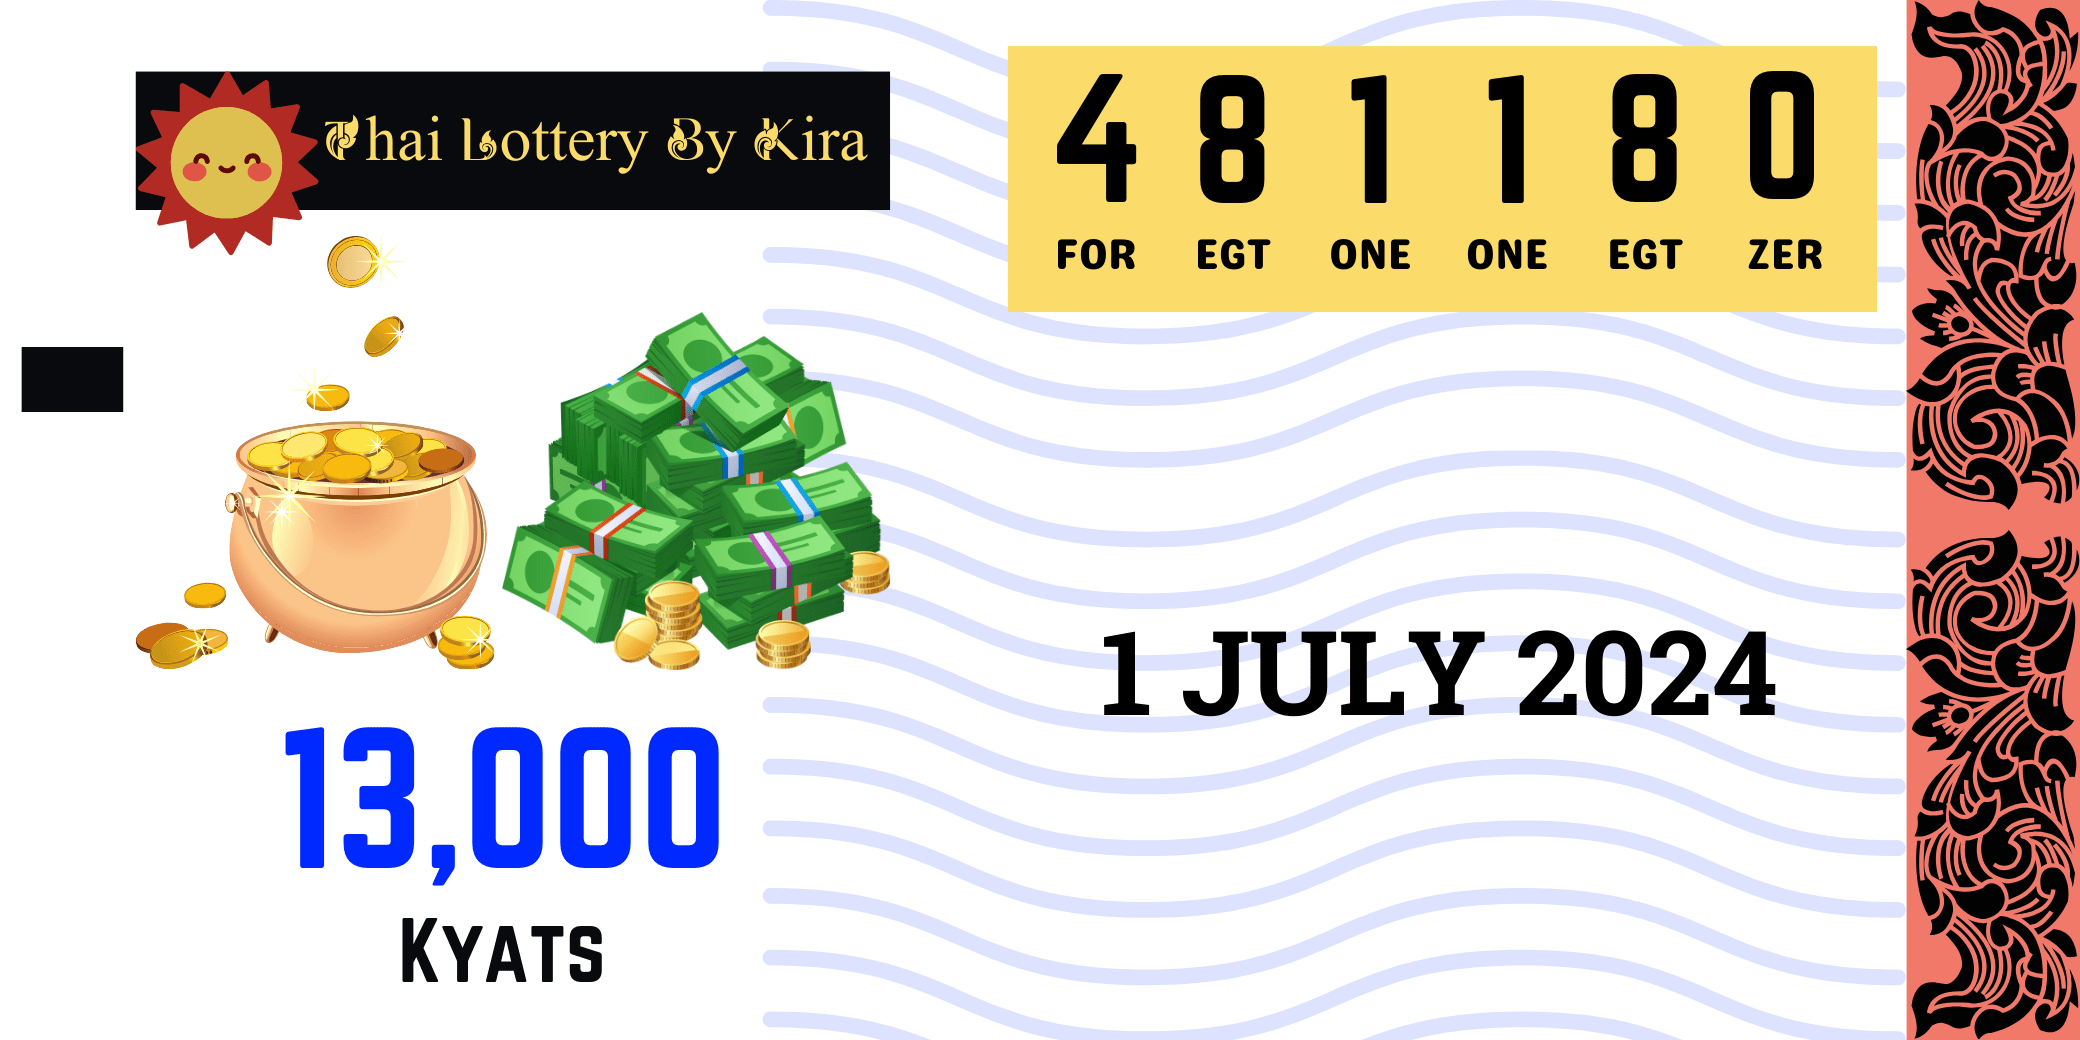 Thai Lottery By Kira
4 8 1 1 8 0
FOR EGT ONE ONE EGT ZER
1 JULY 2024
13,000
KYATS